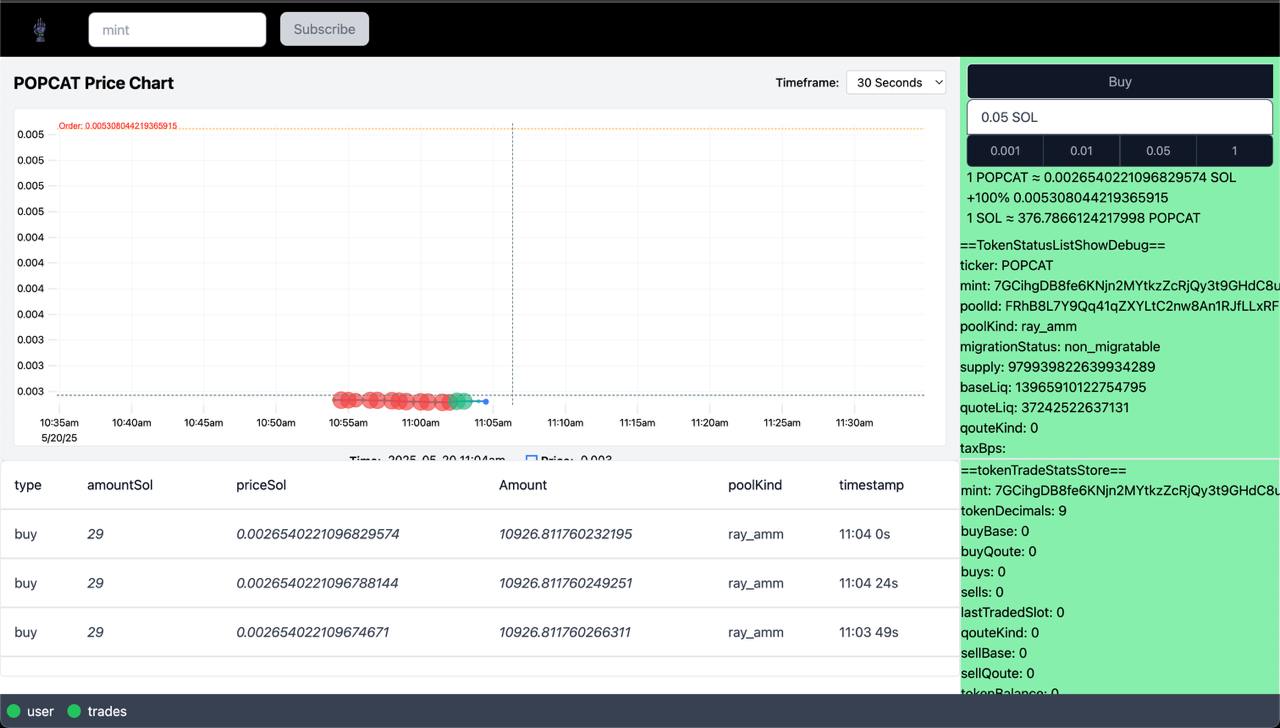 mint Subscribe
POPCAT Price Chart Timeframe: 30 Seconds
Order: 0.005308044219365915
0.005
0.005
0.005
0.005
0.004
0.004
0.004
0.004
0.003
0.003
0.003
10:35am 10:40am 10:45am 10:50am 10:55am 11:00am 11:05am 11:10am 11:15am 11:20am 11:25am 11:30am
5/20/25
Time: 2025-05-20 11:04am Price: 0.003
type amountSol priceSol Amount poolKind timestamp
buy 29 0.0026540221096829574 10926.811760232195 ray_amm 11:04 0s
buy 29 0.0026540221096788144 10926.811760249251 ray_amm 11:04 24s
buy 29 0.002654022109674671 10926.811760266311 ray_amm 11:03 49s
Buy
0.05 SOL
0.001 0.01 0.05 1
1 POPCAT ≈ 0.0026540221096829574 SOL
+100% 0.005308044219365915
1 SOL ≈ 376.7866124217998 POPCAT
==TokenStatusListShowDebug==
ticker: POPCAT
mint: 7GCihgDB8fe6KNjn2MYtkzZcRjQy3t9GHdC8u
poolId: FRhB8L7Y9Qq41qZXYLtC2nw8An1RJfLLxRF
poolKind: ray_amm
migrationStatus: non_migratable
supply: 979939822639934289
baseLiq: 13965910122754795
quoteLiq: 37242522637131
qouteKind: 0
taxBps:
==tokenTradeStatsStore==
mint: 7GCihgDB8fe6KNjn2MYtkzZcRjQy3t9GHdC8u
tokenDecimals: 9
buyBase: 0
buyQoute: 0
buys: 0
sells: 0
lastTradedSlot: 0
qouteKind: 0
sellBase: 0
sellQoute: 0
tokenBalance: 0
user trades